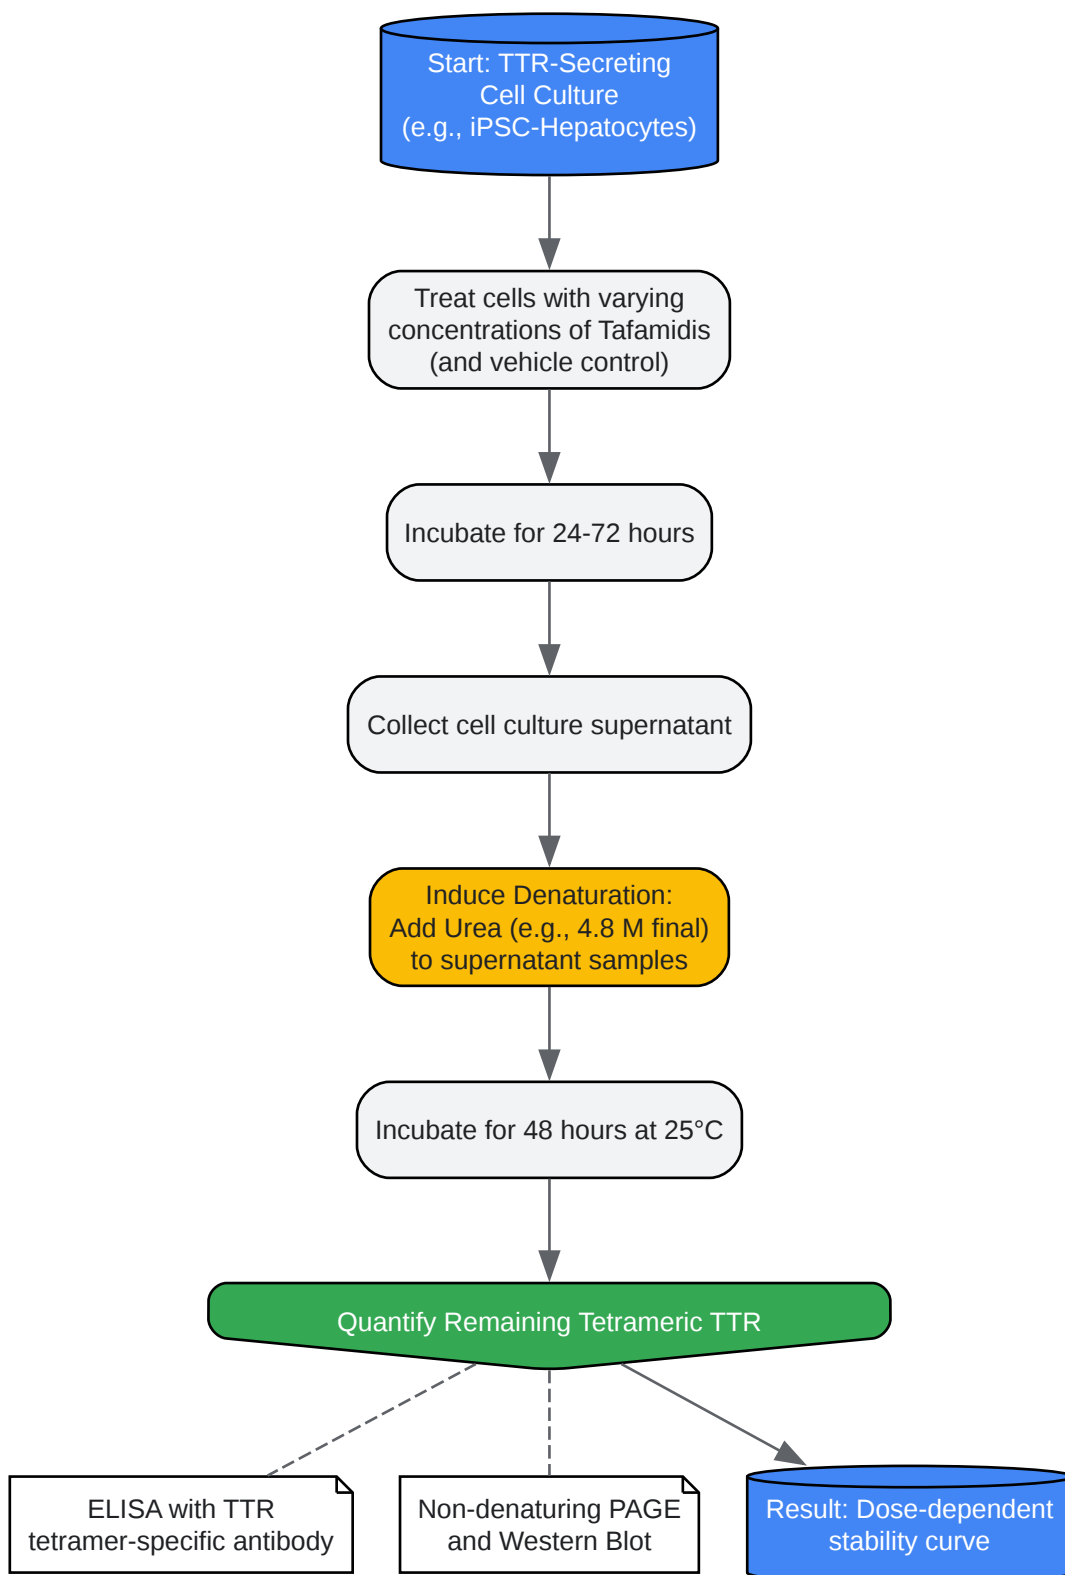 Start: TTR-Secreting
Cell Culture
(e.g., iPSC-Hepatocytes)
Treat cells with varying
concentrations of Tafamidis
(and vehicle control)
Incubate for 24-72 hours
Collect cell culture supernatant
Induce Denaturation:
Add Urea (e.g., 4.8 M final)
to supernatant samples
Incubate for 48 hours at 25°C
Quantify Remaining Tetrameric TTR
ELISA with TTR
tetramer-specific antibody
Non-denaturing PAGE
and Western Blot
Result: Dose-dependent
stability curve